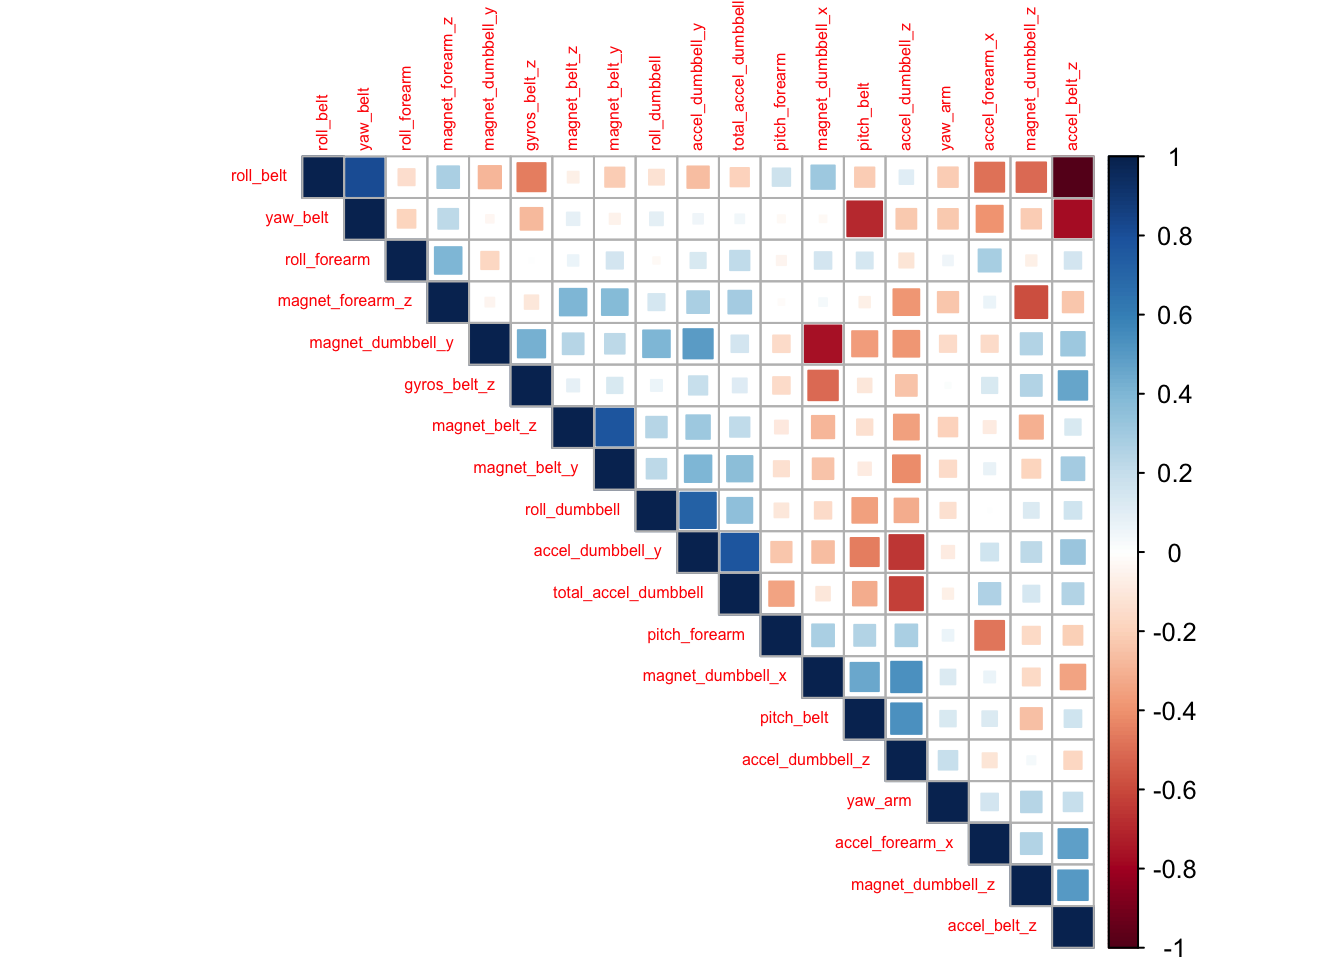 roll_belt
yaw_belt
roll_forearm
magnet_forearm_z
magnet_dumbbell_y
gyros_belt_z
magnet_belt_z
magnet_belt_y
roll_dumbbell
accel_dumbbell_y
total_accel_dumbbell
pitch_forearm
magnet_dumbbell_x
pitch_belt
accel_dumbbell_z
yaw_arm
accel_forearm_x
magnet_dumbbell_z
accel_belt_z
roll_belt
yaw_belt
roll_forearm
magnet_forearm_z
magnet_dumbbell_y
gyros_belt_z
magnet_belt_z
magnet_belt_y
roll_dumbbell
accel_dumbbell_y
total_accel_dumbbell
pitch_forearm
magnet_dumbbell_x
pitch_belt
accel_dumbbell_z
yaw_arm
accel_forearm_x
magnet_dumbbell_z
accel_belt_z
1
0.8
0.6
0.4
0.2
0
-0.2
-0.4
-0.6
-0.8
-1